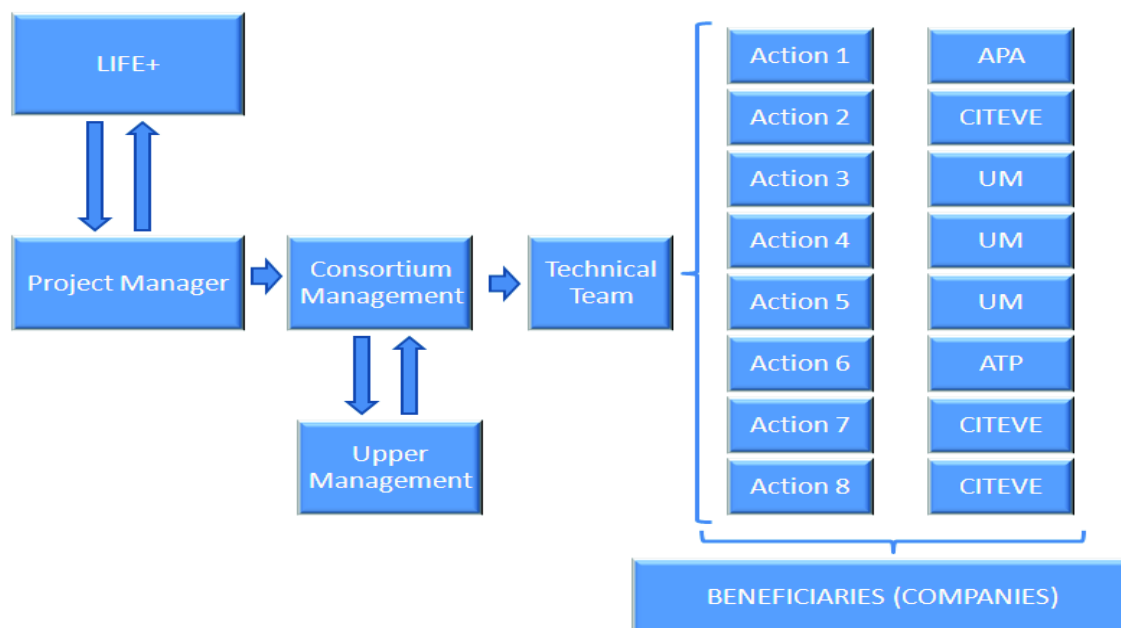 LIFE+
Project Manager
Consortium
Management
Upper
Management
Technical
Team
Action 1
APA
Action 2
CITEVE
Action 3
UM
Action 4
UM
Action 5
UM
Action 6
ATP
Action 7
CITEVE
Action 8
CITEVE
BENEFICIARIES (COMPANIES)